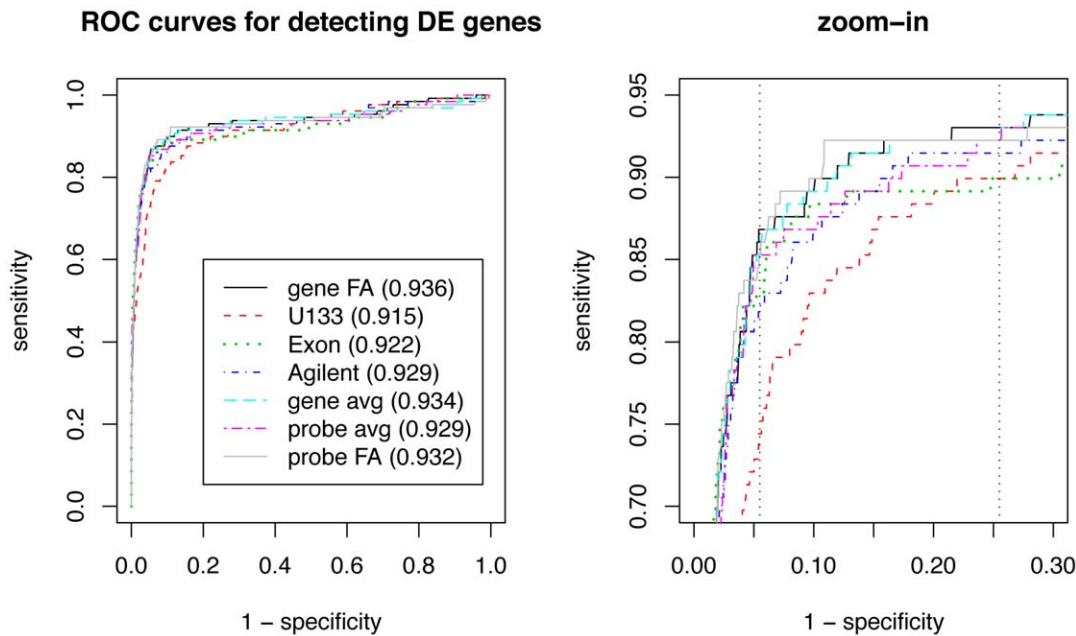 ROC curves for detecting DE genes
sensitivity
1.0
0.8
0.6
0.4
0.2
0.0
gene FA (0.936)
U133 (0.915)
Exon (0.922)
Agilent (0.929)
gene avg (0.934)
probe avg (0.929)
probe FA (0.932)
0.0 0.2 0.4 0.6 0.8 1.0
1 − specificity
zoom−in
sensitivity
0.95
0.90
0.85
0.80
0.75
0.70
0.00 0.10 0.20 0.30
1 − specificity